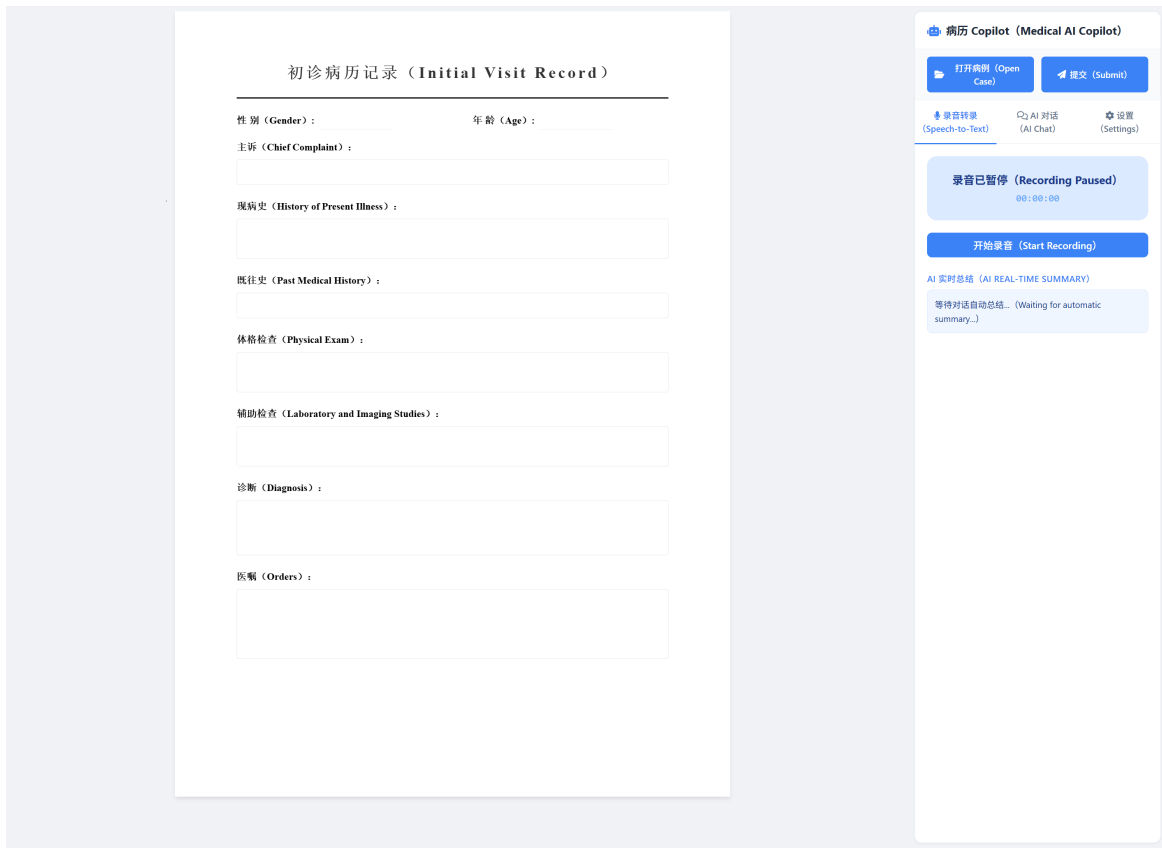 初诊病历记录（Initial Visit Record）
性 别（Gender）：
年 龄（Age）：
主诉（Chief Complaint）：
现病史（History of Present Illness）：
既往史（Past Medical History）：
体格检查（Physical Exam）：
辅助检查（Laboratory and Imaging Studies）：
诊断（Diagnosis）：
医嘱（Orders）：
病历 Copilot（Medical AI Copilot）
打开病例（Open
Case）
提交（Submit）
录音转录
（Speech-to-Text）
AI 对话
（AI Chat）
设置
（Settings）
录音已暂停（Recording Paused）
00:00:00
开始录音（Start Recording）
AI 实时总结（AI REAL-TIME SUMMARY）
等待对话自动总结...（Waiting for automatic
summary...）